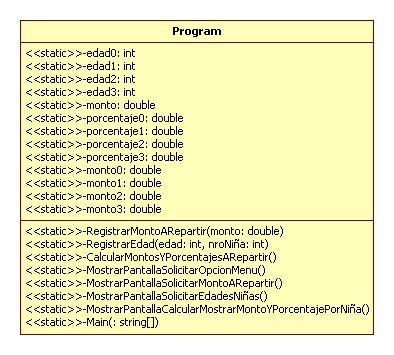 Program
<<static>>-edad0: int
<<static>>-edad1: int
<<static>>-edad2: int
<<static>>-edad3: int
<<static>>-monto: double
<<static>>-porcentaje0: double
<<static>>-porcentaje1: double
<<static>>-porcentaje2: double
<<static>>-porcentaje3: double
<<static>>-monto0: double
<<static>>-monto1: double
<<static>>-monto2: double
<<static>>-monto3: double
<<static>>-RegistrarMontoARepartir(monto: double)
<<static>>-RegistrarEdad(edad: int, nroNiña: int)
<<static>>-CalcularMontosYPorcentajesARepartir()
<<static>>-MostrarPantallaSolicitarOpcionMenu()
<<static>>-MostrarPantallaSolicitarMontoARepartir()
<<static>>-MostrarPantallaSolicitarEdadesNiñas()
<<static>>-MostrarPantallaCalcularMostrarMontoYPorcentajePorNiña()
<<static>>-Main(: string[])